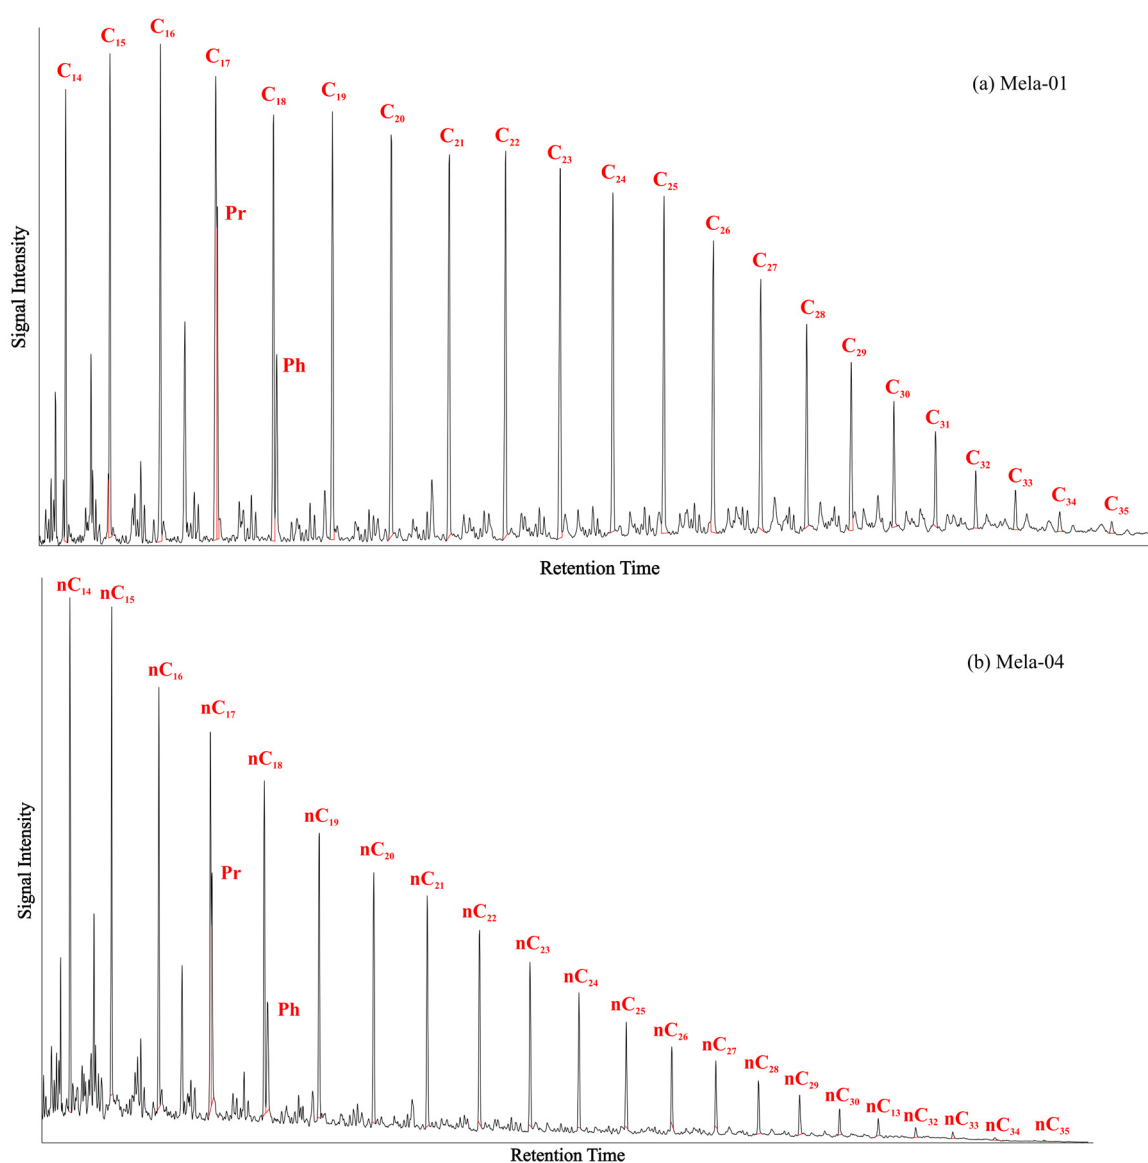 C₁₄ C₁₅ C₁₆ C₁₇ C₁₈ C₁₉ C₂₀ C₂₁ C₂₂ C₂₃ C₂₄ C₂₅ C₂₆ C₂₇ C₂₈ C₂₉ C₃₀ C₃₁ C₃₂ C₃₃ C₃₄ C₃₅
(a) Mela-01
Pr
Ph
Signal Intensity
Retention Time
nC₁₄ nC₁₅ nC₁₆ nC₁₇ nC₁₈ nC₁₉ nC₂₀ nC₂₁ nC₂₂ nC₂₃ nC₂₄ nC₂₅ nC₂₆ nC₂₇ nC₂₈ nC₂₉ nC₃₀ nC₁₃ nC₃₂ nC₃₃ nC₃₄ nC₃₅
(b) Mela-04
Pr
Ph
Signal Intensity
Retention Time